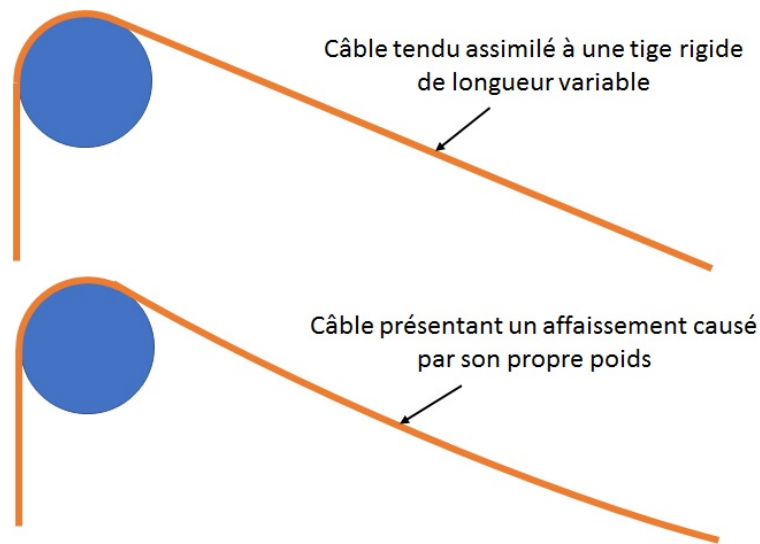 Câble tendu assimilé à une tige rigide
de longueur variable
Câble présentant un affaissement causé
par son propre poids